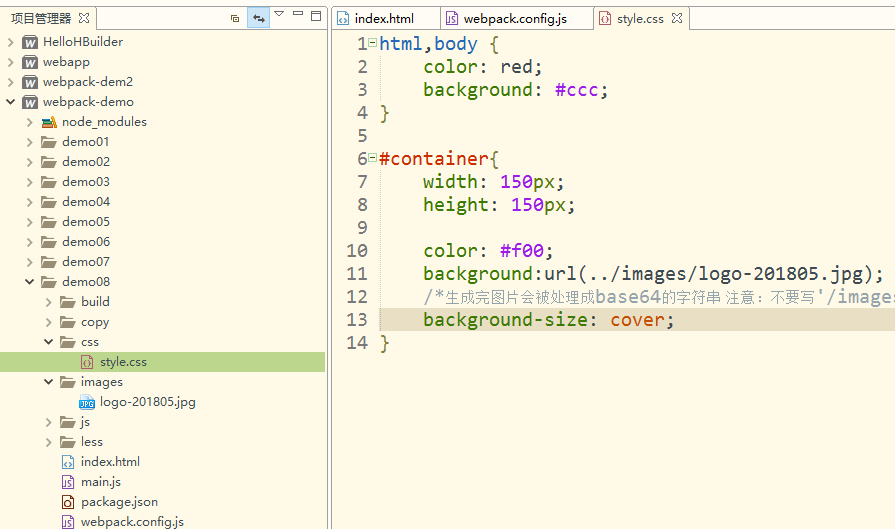 项目管理器
index.html
webpack.config.js
style.css
HelloHBuilder
webapp
webpack-dem2
webpack-demo
node_modules
demo01
demo02
demo03
demo04
demo05
demo06
demo07
demo08
build
copy
css
style.css
images
logo-201805.jpg
js
less
index.html
main.js
package.json
webpack.config.js
1 html,body {
2 color: red;
3 background: #ccc;
4 }
5
6 #container{
7 width: 150px;
8 height: 150px;
9
10 color: #f00;
11 background:url(../images/logo-201805.jpg);
12 /*生成完图片会被处理成base64的字符串 注意：不要写'/images
13 background-size: cover;
14 }